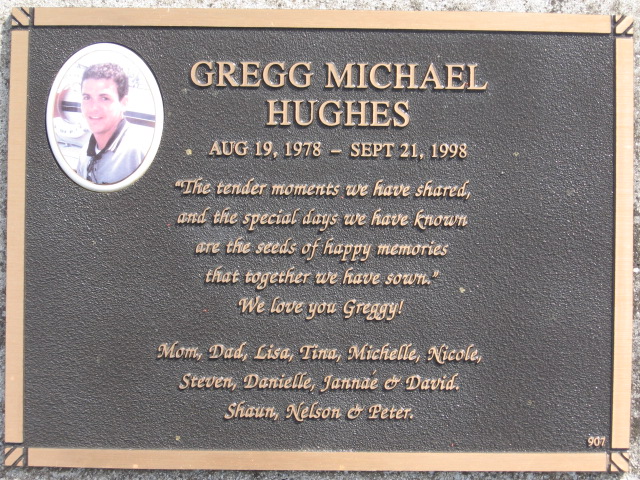 GREGG MICHAEL
HUGHES
AUG 19, 1978 – SEPT 21, 1998
"The tender moments we have shared,
and the special days we have known
are the seeds of happy memories
that together we have sown."
We love you Greggy!
Mom, Dad, Lisa, Tina, Michelle, Nicole,
Steven, Danielle, Jannaé & David.
Shaun, Nelson & Peter.
907